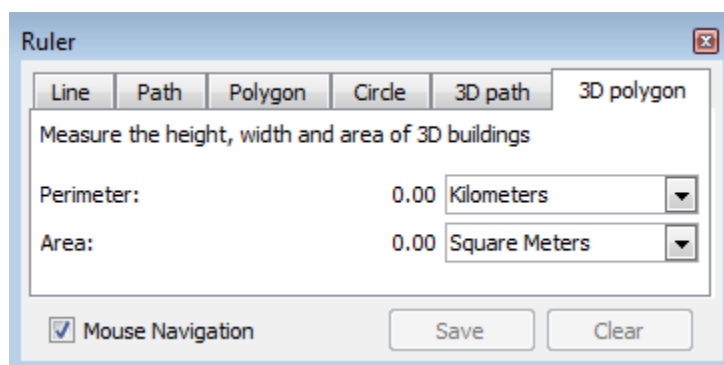 Ruler
Line Path Polygon Circle 3D path 3D polygon
Measure the height, width and area of 3D buildings
Perimeter: 0.00 Kilometers
Area: 0.00 Square Meters
Mouse Navigation Save Clear